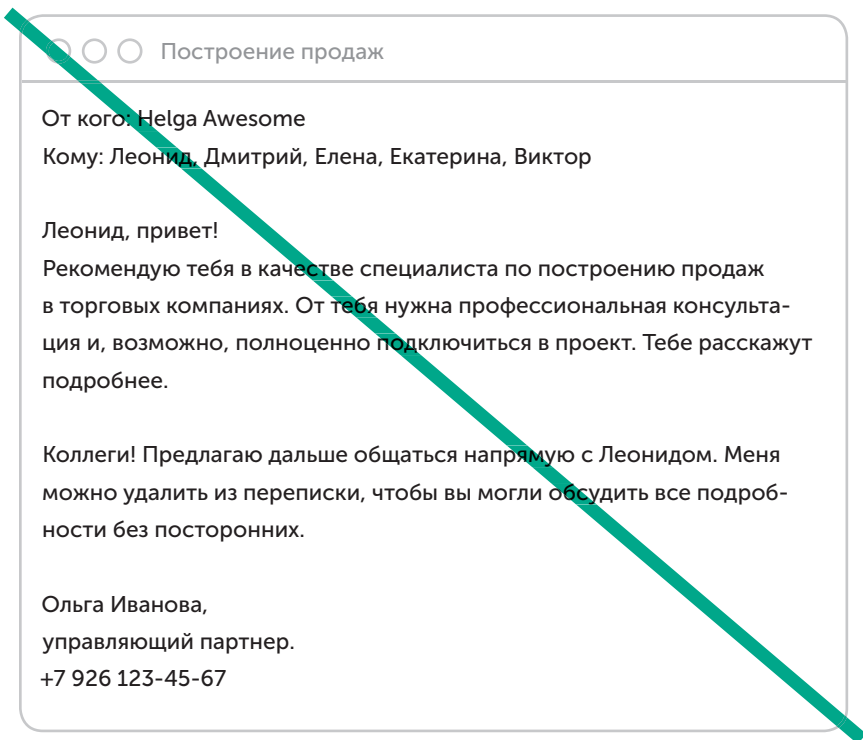 Построение продаж
От кого: Helga Awesome
Кому: Леонид, Дмитрий, Елена, Екатерина, Виктор
Леонид, привет!
Рекомендую тебя в качестве специалиста по построению продаж
в торговых компаниях. От тебя нужна профессиональная консульта-
ция и, возможно, полноценно подключиться в проект. Тебе расскажут
подробнее.
Коллеги! Предлагаю дальше общаться напрямую с Леонидом. Меня
можно удалить из переписки, чтобы вы могли обсудить все подроб-
ности без посторонних.
Ольга Иванова,
управляющий партнер.
+7 926 123-45-67